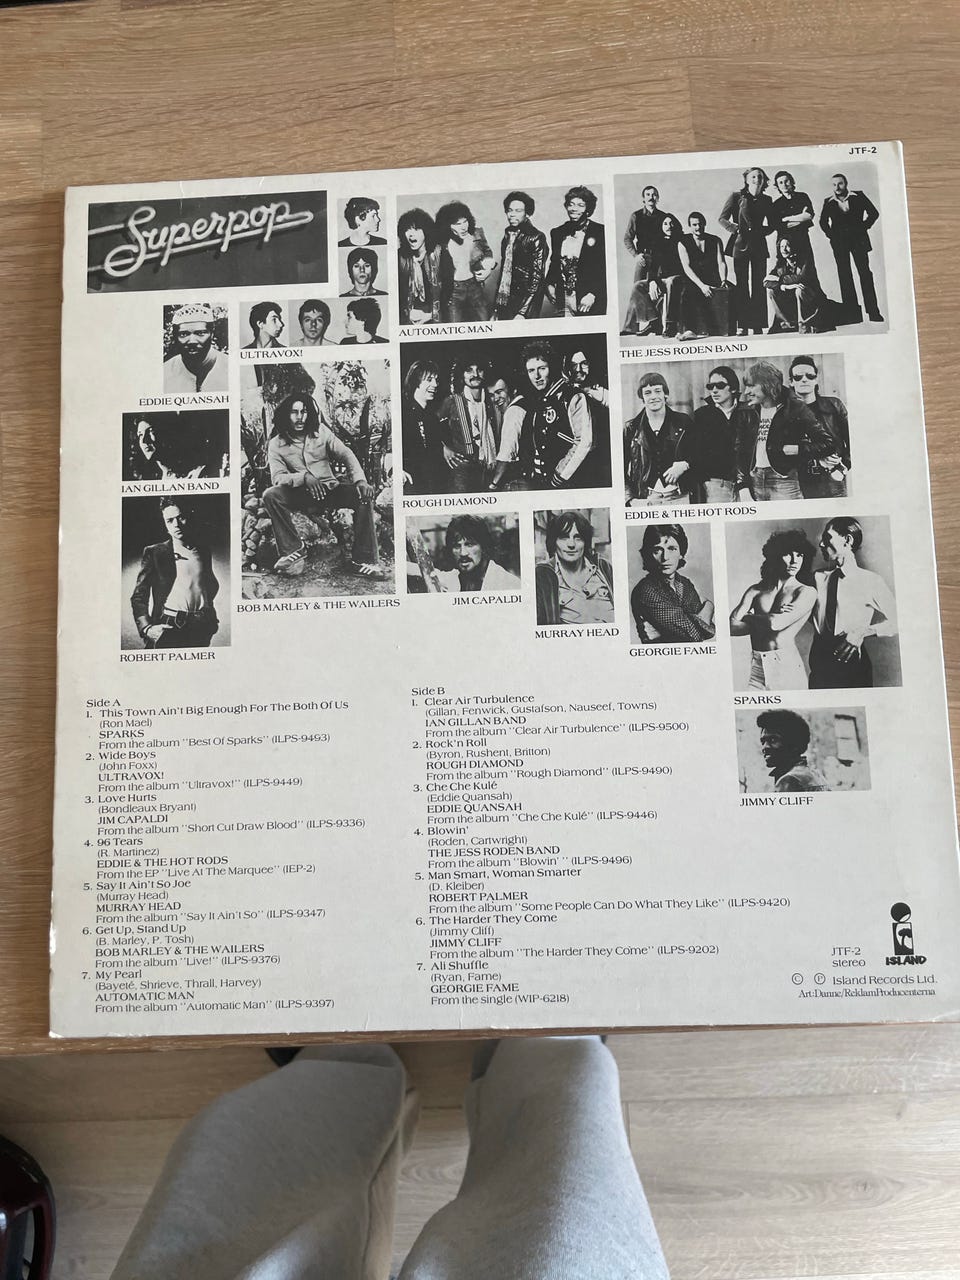 JTF-2
Superpop
AUTOMATIC MAN
THE JESS RODEN BAND
ULTRAVOX!
EDDIE QUANSAH
IAN GILLAN BAND
ROUGH DIAMOND
EDDIE & THE HOT RODS
BOB MARLEY & THE WAILERS
JIM CAPALDI
MURRAY HEAD
GEORGIE FAME
ROBERT PALMER
SPARKS
JIMMY CLIFF
Side A
1. This Town Ain't Big Enough For The Both Of Us
(Ron Mael)
SPARKS
From the album "Best Of Sparks" (ILPS-9493)
2. Wide Boys
(John Foxx)
ULTRAVOX!
From the album "Ultravox!" (ILPS-9449)
3. Love Hurts
(Bondleaux Bryant)
JIM CAPALDI
From the album "Short Cut Draw Blood" (ILPS-9336)
4. 96 Tears
(R. Martinez)
EDDIE & THE HOT RODS
From the EP "Live At The Marquee" (IEP-2)
5. Say It Ain't So Joe
(Murray Head)
MURRAY HEAD
From the album "Say It Ain't So" (ILPS-9347)
6. Get Up, Stand Up
(B. Marley, P. Tosh)
BOB MARLEY & THE WAILERS
From the album "Live!" (ILPS-9376)
7. My Pearl
(Bayeté, Shrieve, Thrall, Harvey)
AUTOMATIC MAN
From the album "Automatic Man" (ILPS-9397)
Side B
1. Clear Air Turbulence
(Gillan, Fenwick, Gustafson, Nauseef, Towns)
IAN GILLAN BAND
From the album "Clear Air Turbulence" (ILPS-9500)
2. Rock'n Roll
(Byron, Rushent, Britton)
ROUGH DIAMOND
From the album "Rough Diamond" (ILPS-9490)
3. Che Che Kulé
(Eddie Quansah)
EDDIE QUANSAH
From the album "Che Che Kulé" (ILPS-9446)
4. Blowin'
(Roden, Cartwright)
THE JESS RODEN BAND
From the album "Blowin' " (ILPS-9496)
5. Man Smart, Woman Smarter
(D. Kleiber)
ROBERT PALMER
From the album "Some People Can Do What They Like" (ILPS-9420)
6. The Harder They Come
(Jimmy Cliff)
JIMMY CLIFF
From the album "The Harder They Come" (ILPS-9202)
7. Ali Shuffle
(Ryan, Fame)
GEORGIE FAME
From the single (WIP-6218)
ISLAND
JTF-2
stereo
© ℗ Island Records Ltd.
Art: Danne/ReklamProducenterna